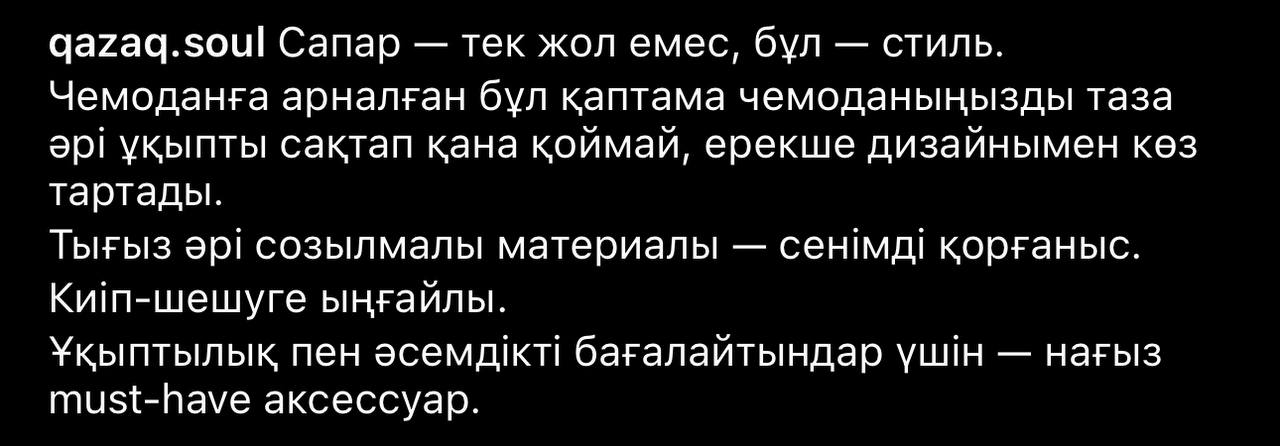 qazaq.soul Сапар — тек жол емес, бұл — стиль.
Чемоданға арналған бұл қаптама чемоданыңызды таза
әрі ұқыпты сақтап қана қоймай, ерекше дизайнымен көз
тартады.
Тығыз әрі созылмалы материалы — сенімді қорғаныс.
Киіп-шешуге ыңғайлы.
Ұқыптылық пен әсемдікті бағалайтындар үшін — нағыз
must-have аксессуар.